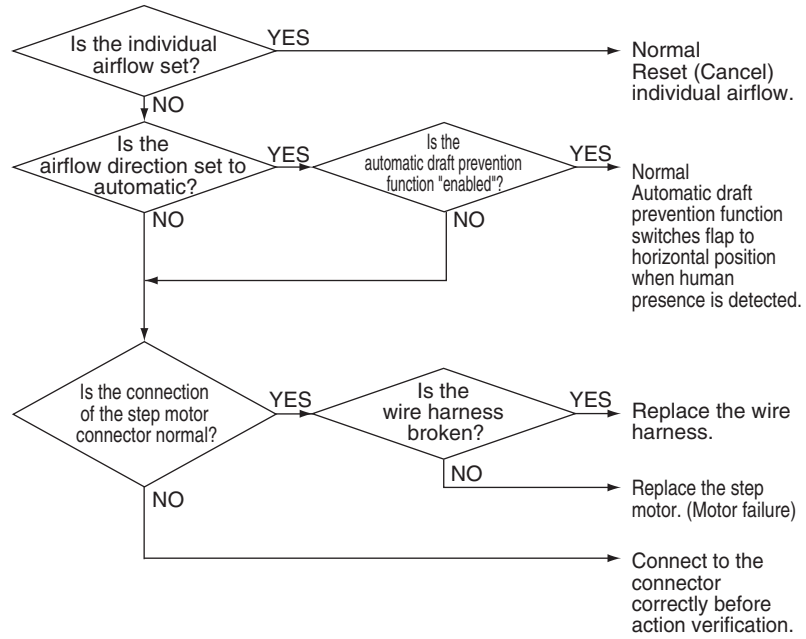 Is the individual
airflow set?
YES
Normal
Reset (Cancel)
individual airflow.
NO
Is the
airflow direction set to
automatic?
YES
Is the
automatic draft prevention
function "enabled"?
YES
Normal
Automatic draft
prevention function
switches flap to
horizontal position
when human
presence is detected.
NO
NO
Is the connection
of the step motor
connector normal?
YES
Is the
wire harness
broken?
YES
Replace the wire
harness.
NO
Replace the step
motor. (Motor failure)
NO
Connect to the
connector
correctly before
action verification.